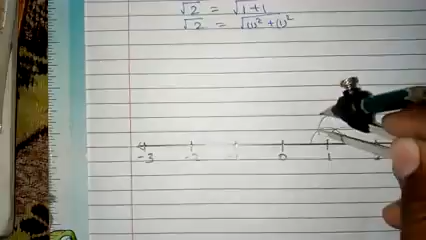 √2 = √1+1
√2 = √(1)² + (1)²
-3 -2 0 1